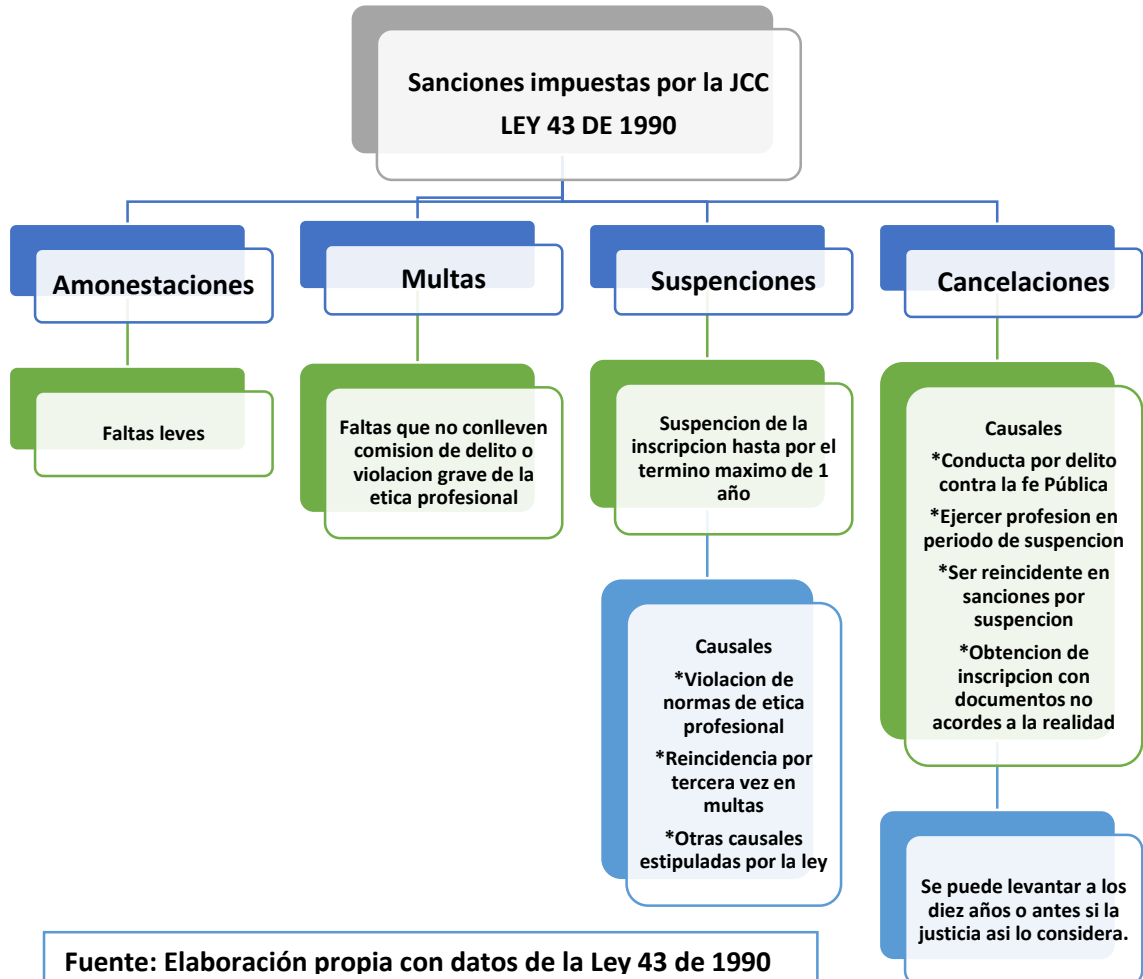 Sanciones impuestas por la JCC
LEY 43 DE 1990
Amonestaciones
Faltas leves
Multas
Faltas que no conlleven
comision de delito o
violacion grave de la
etica profesional
Suspenciones
Suspencion de la
inscripcion hasta por el
termino maximo de 1
año
Causales
*Violacion de
normas de etica
profesional
*Reincidencia por
tercera vez en
multas
*Otras causales
estipuladas por la ley
Cancelaciones
Causales
*Conducta por delito
contra la fe Pública
*Ejercer profesion en
periodo de suspencion
*Ser reincidente en
sanciones por
suspencion
*Obtencion de
inscripcion con
documentos no
acordes a la realidad
Se puede levantar a los
diez años o antes si la
justicia asi lo considera.
Fuente: Elaboración propia con datos de la Ley 43 de 1990